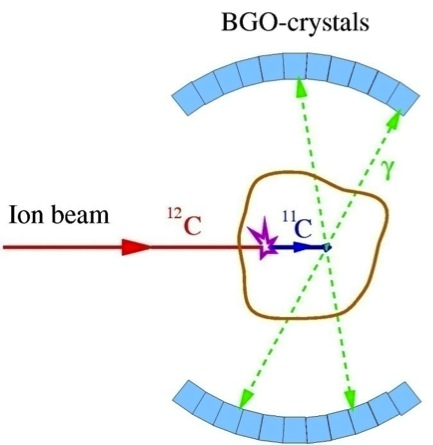 BGO-crystals
γ
Ion beam
¹²C
¹¹C